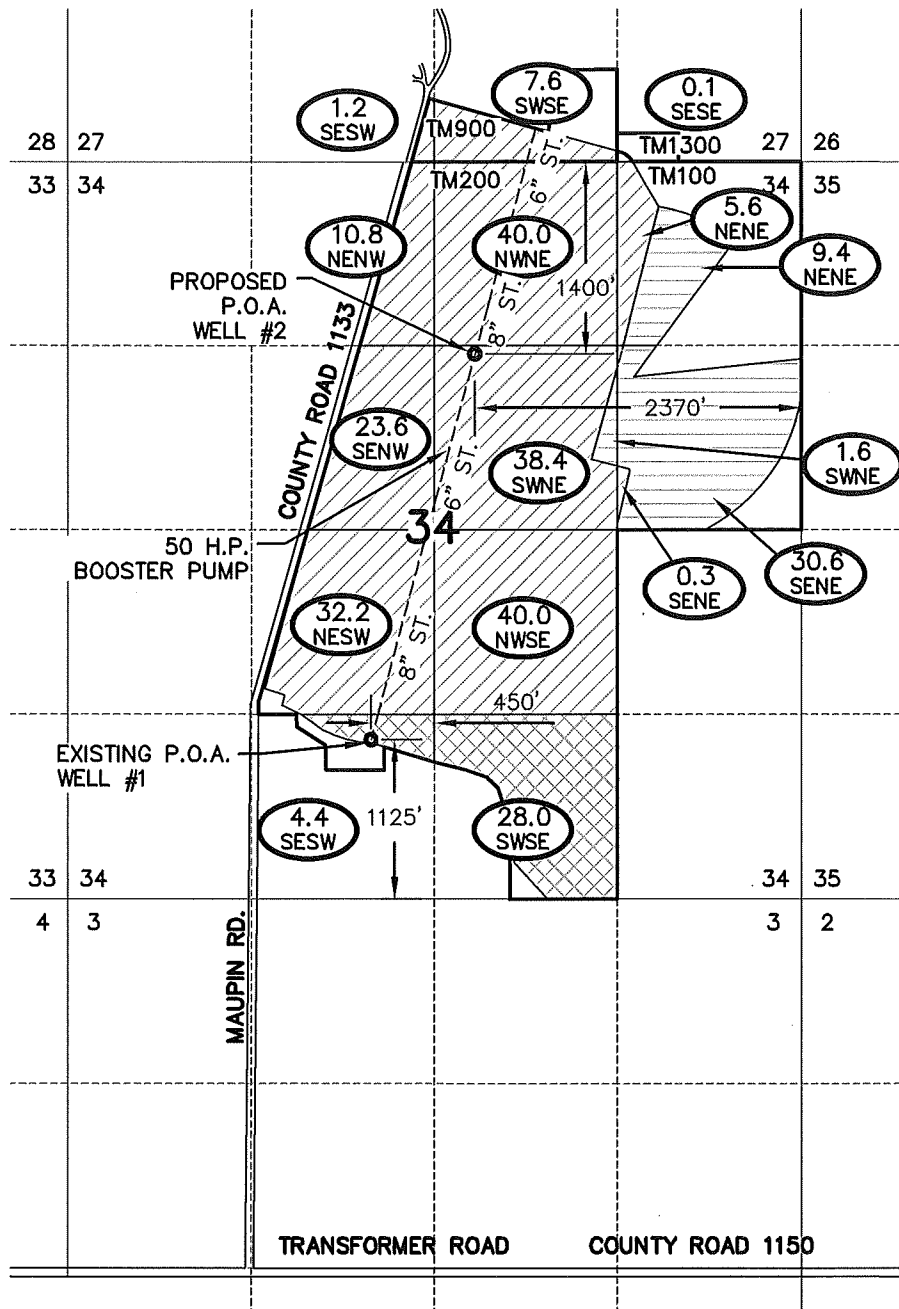 7.6
SWSE
0.1
SESE
1.2
SESW
TM900
TM1300
28 27
27 26
TM200
TM100
33 34
34 35
6" ST.
5.6
NENE
10.8
NENW
40.0
NWNE
9.4
NENE
PROPOSED
P.O.A.
WELL #2
1400'
8" ST.
COUNTY ROAD 1133
2370'
23.6
SENW
38.4
SWNE
1.6
SWNE
6" ST.
34
50 H.P.
BOOSTER PUMP
0.3
SENE
30.6
SENE
32.2
NESW
40.0
NWSE
8" ST.
450'
EXISTING P.O.A.
WELL #1
4.4
SESW
1125'
28.0
SWSE
33 34
34 35
4 3
3 2
MAUPIN RD.
TRANSFORMER ROAD COUNTY ROAD 1150